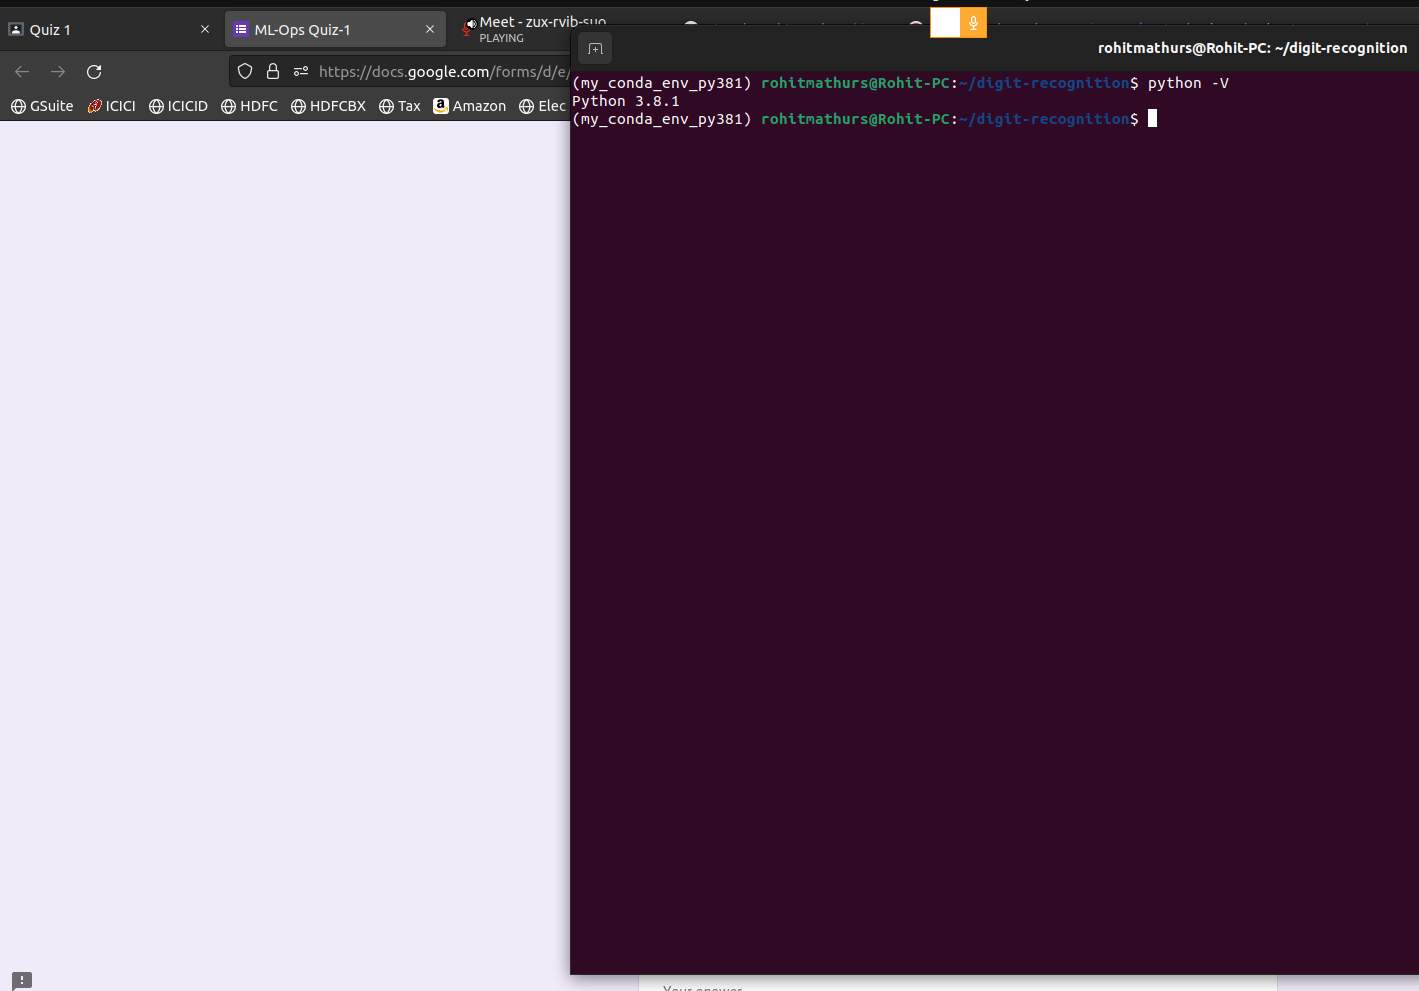 Quiz 1
ML-Ops Quiz-1
Meet - zux-rvib-suo
PLAYING
rohitmathurs@Rohit-PC: ~/digit-recognition
https://docs.google.com/forms/d/e/
GSuite ICICI ICICID HDFC HDFCBX Tax Amazon Elec
(my_conda_env_py381) rohitmathurs@Rohit-PC:~/digit-recognition$ python -V
Python 3.8.1
(my_conda_env_py381) rohitmathurs@Rohit-PC:~/digit-recognition$
Your answer